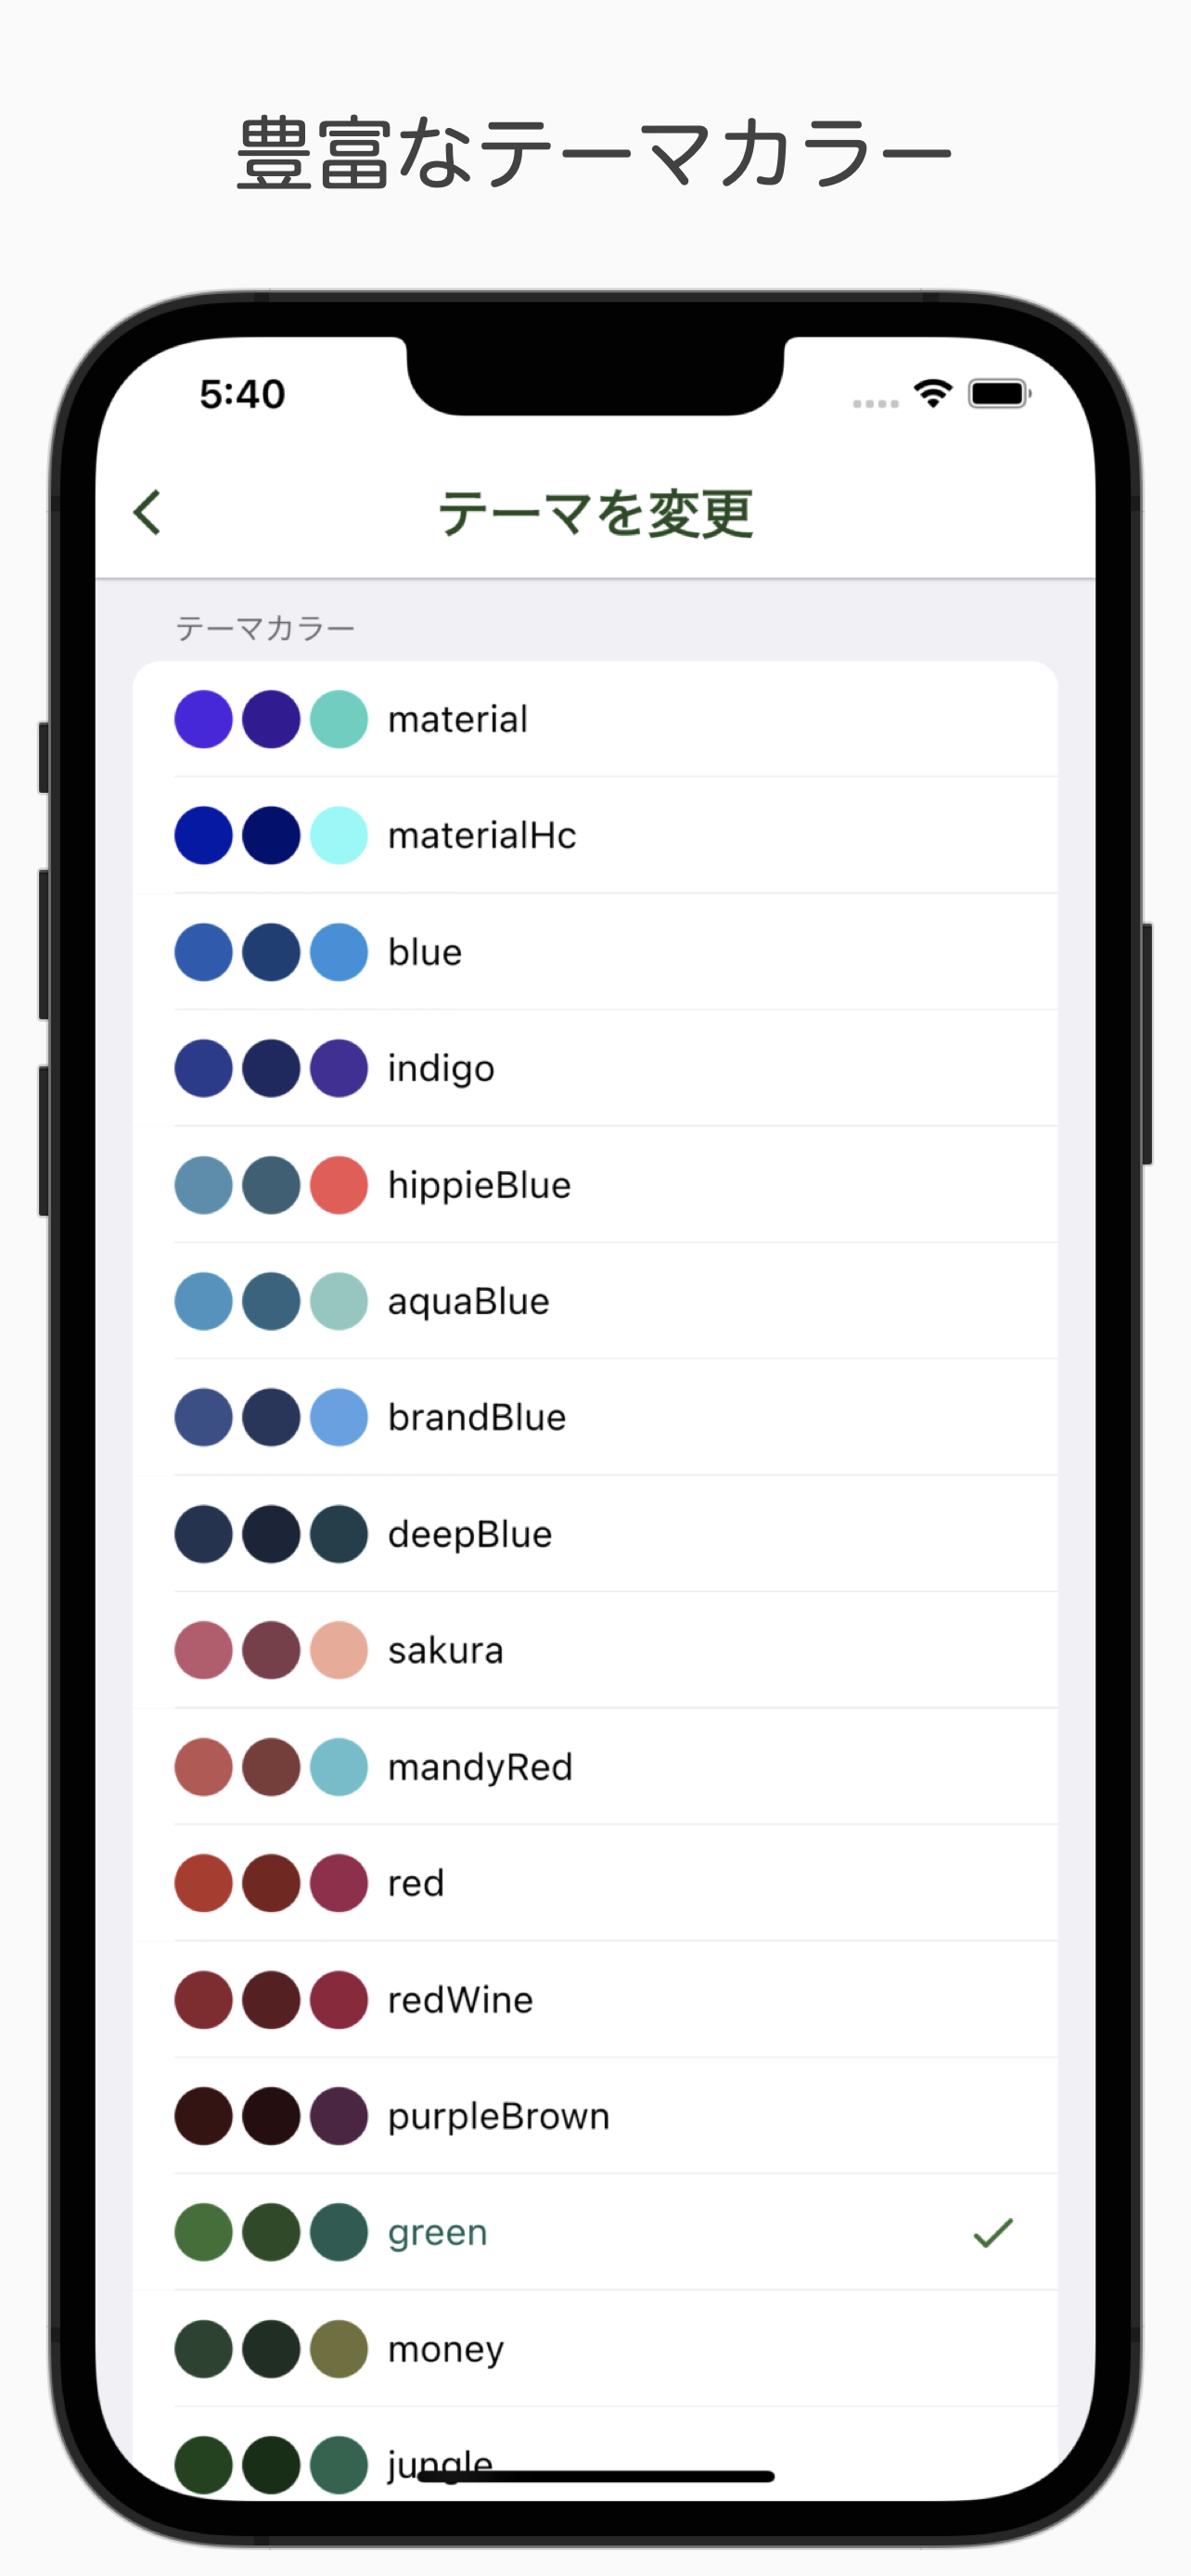 豊富なテーマカラー
5:40
テーマを変更
テーマカラー
material
materialHc
blue
indigo
hippieBlue
aquaBlue
brandBlue
deepBlue
sakura
mandyRed
red
redWine
purpleBrown
green
money
jungle